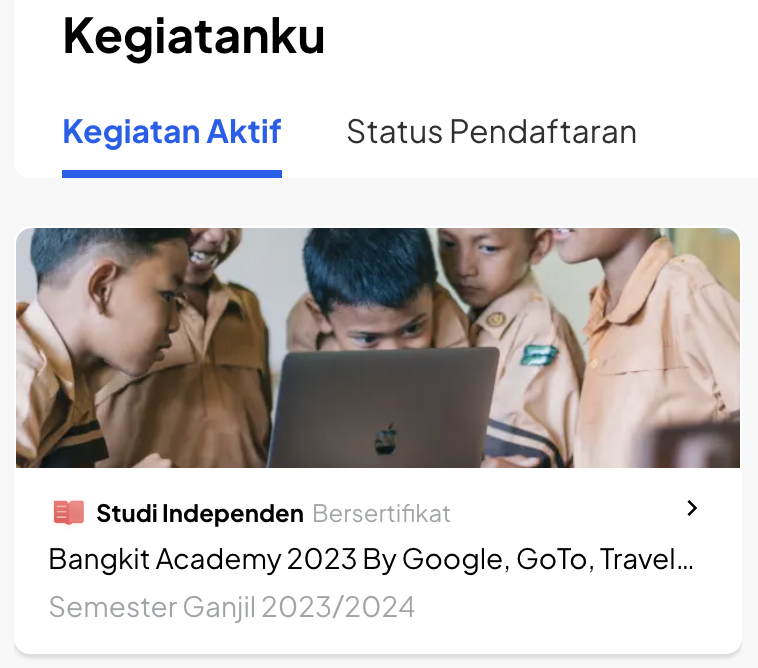 Kegiatanku
Kegiatan Aktif Status Pendaftaran
Studi Independen Bersertifikat
Bangkit Academy 2023 By Google, GoTo, Travel...
Semester Ganjil 2023/2024